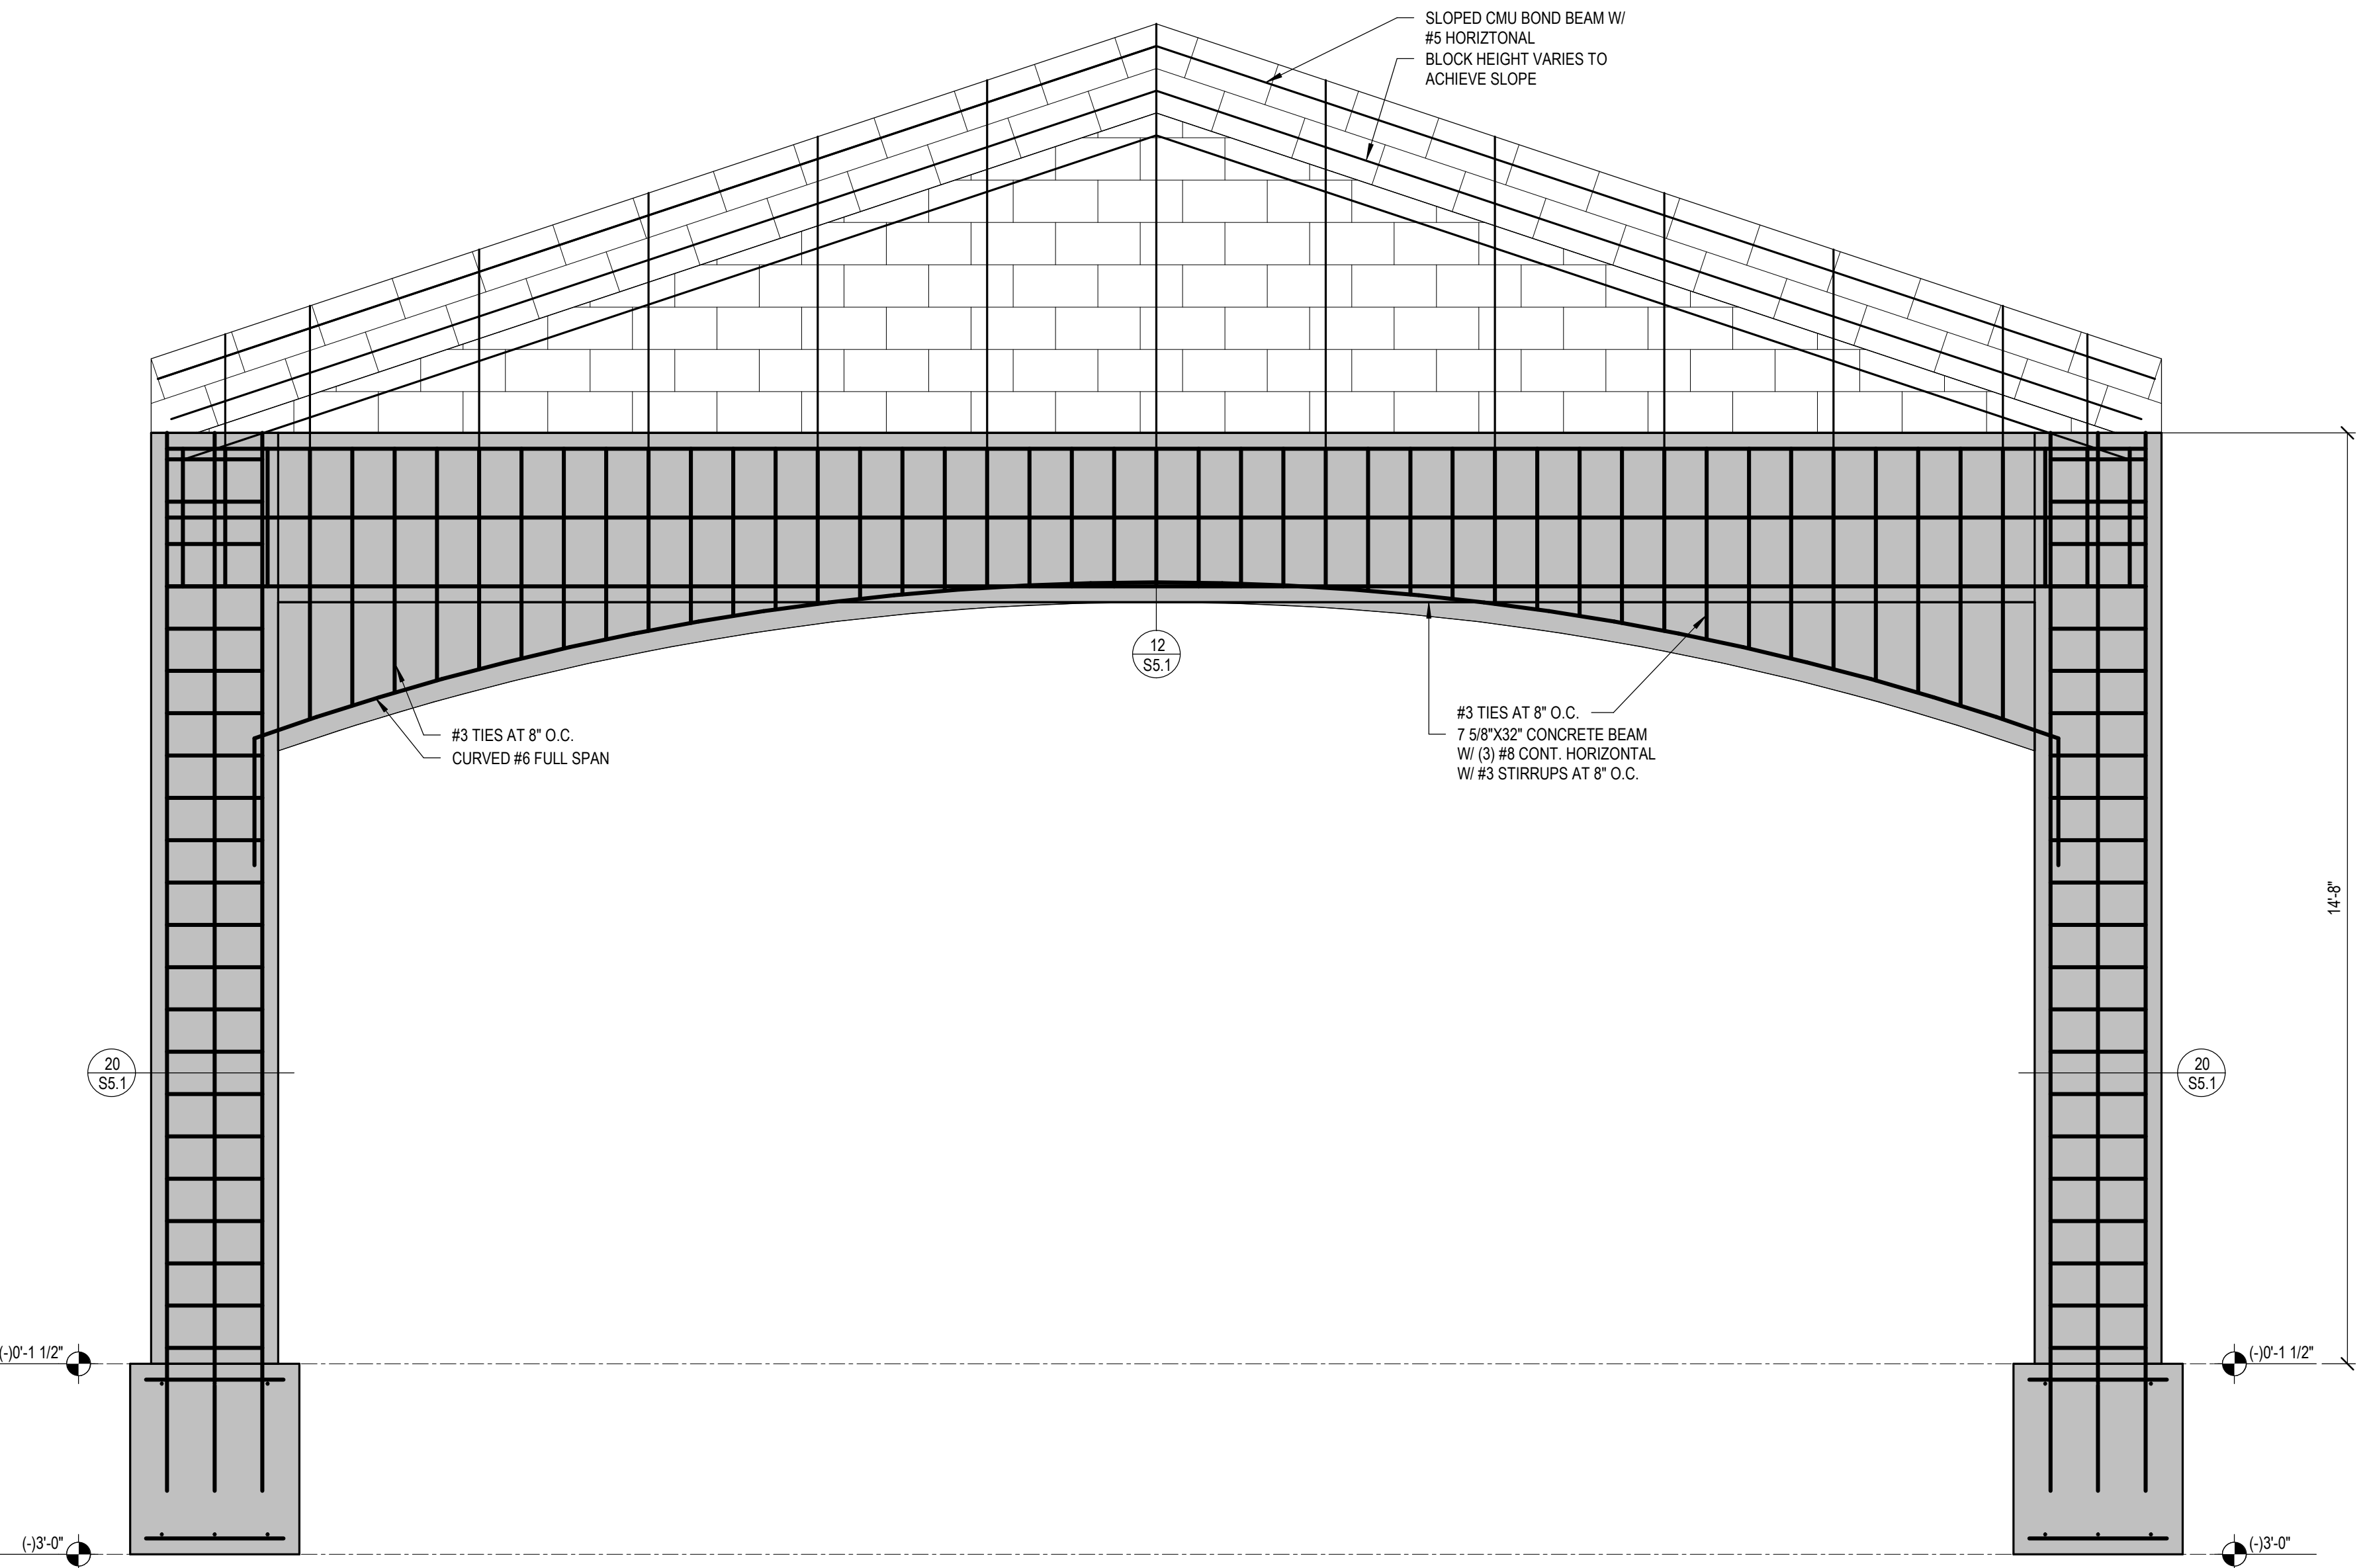 SLOPED CMU BOND BEAM W/
#5 HORIZTONAL
BLOCK HEIGHT VARIES TO
ACHIEVE SLOPE
12
S5.1
#3 TIES AT 8" O.C.
CURVED #6 FULL SPAN
#3 TIES AT 8" O.C.
7 5/8"X32" CONCRETE BEAM
W/ (3) #8 CONT. HORIZONTAL
W/ #3 STIRRUPS AT 8" O.C.
14'-8"
20
S5.1
20
S5.1
(-)0'-1 1/2"
(-)0'-1 1/2"
(-)3'-0"
(-)3'-0"